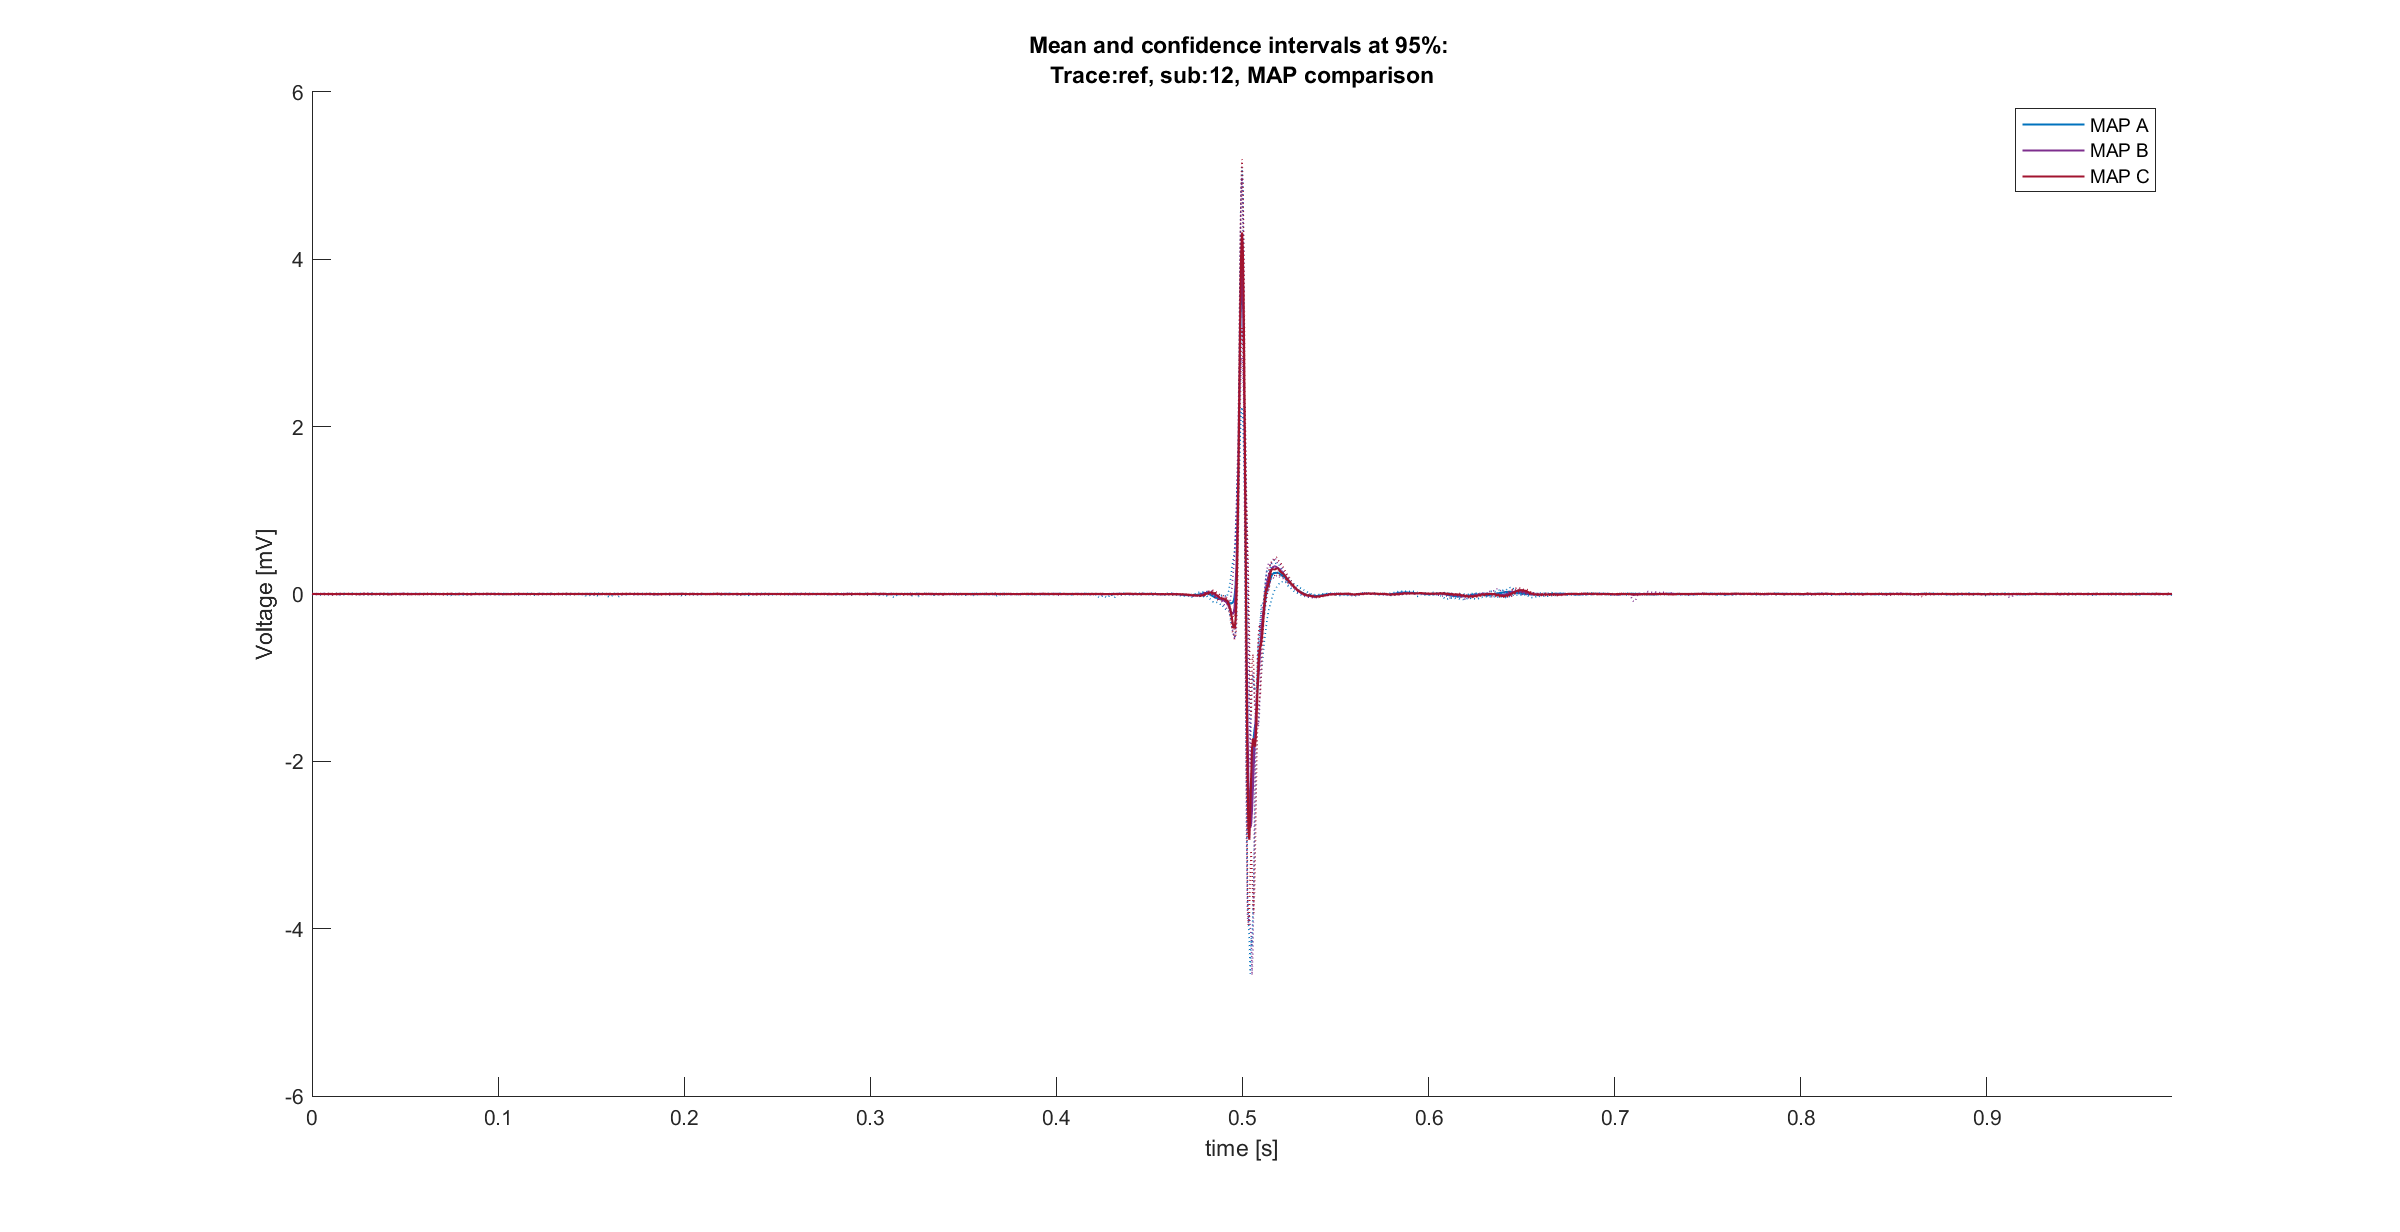 Mean and confidence intervals at 95%:
Trace:ref, sub:12, MAP comparison
MAP A
MAP B
MAP C
6
4
2
0
-2
-4
-6
Voltage [mV]
0 0.1 0.2 0.3 0.4 0.5 0.6 0.7 0.8 0.9
time [s]